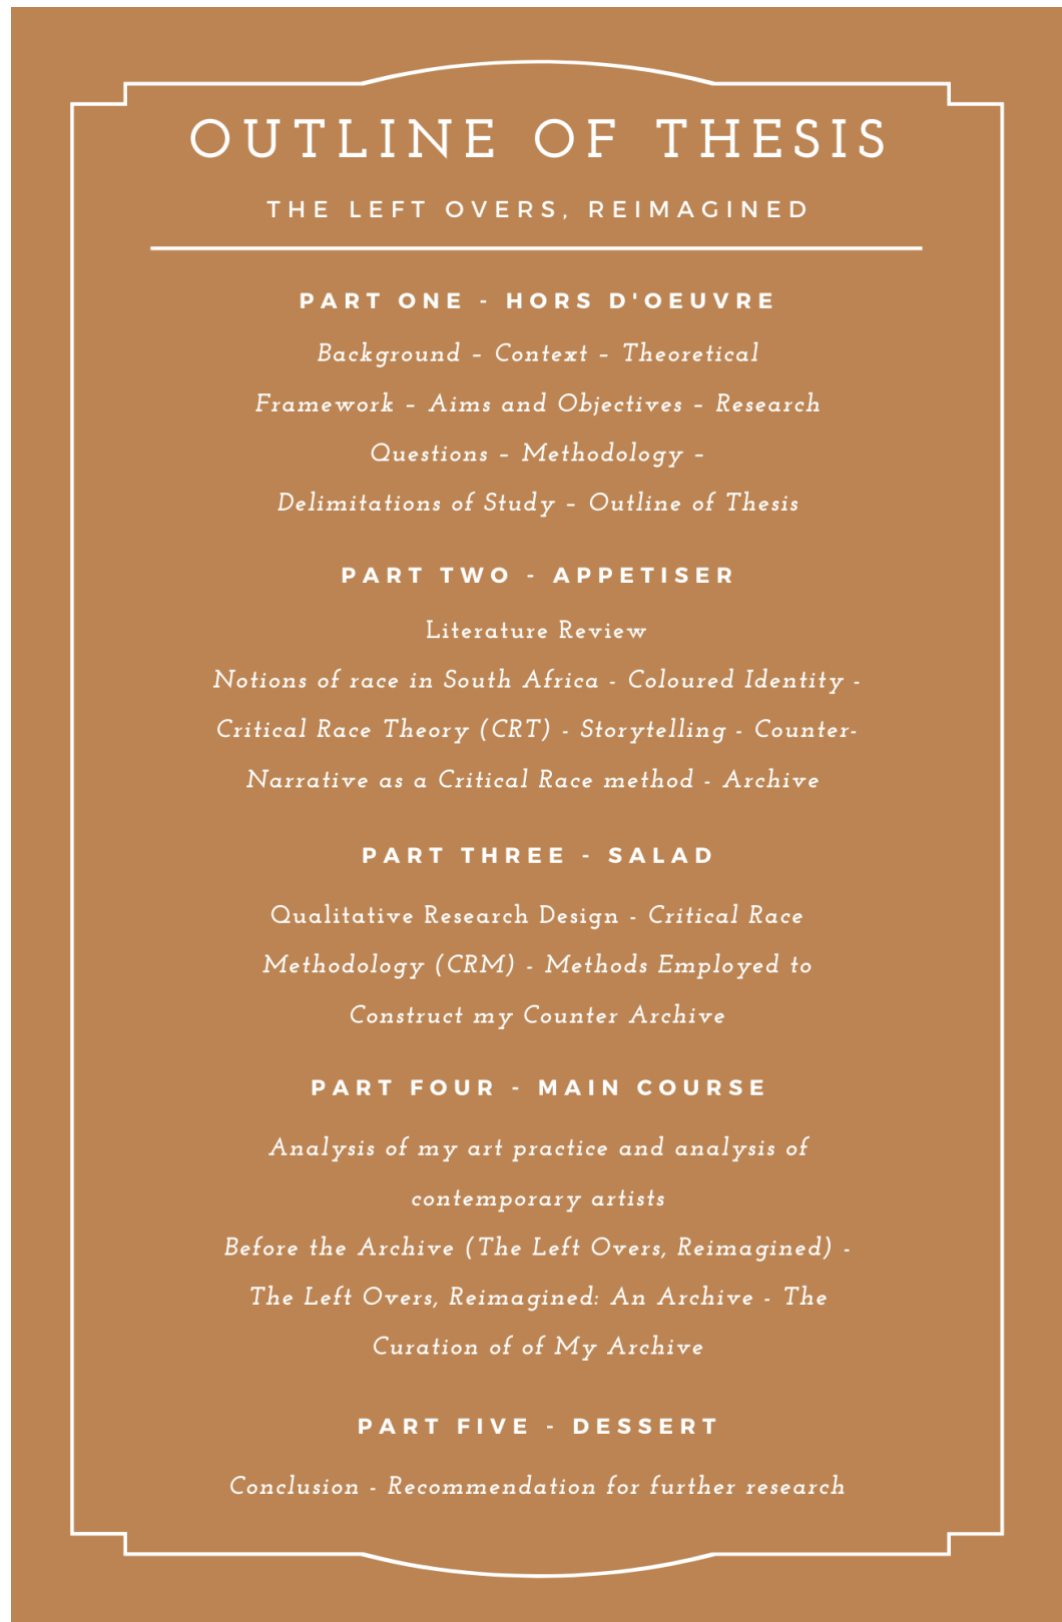 OUTLINE OF THESIS
THE LEFT OVERS, REIMAGINED
PART ONE - HORS D'OEUVRE
Background – Context – Theoretical
Framework – Aims and Objectives – Research
Questions – Methodology –
Delimitations of Study – Outline of Thesis
PART TWO - APPETISER
Literature Review
Notions of race in South Africa - Coloured Identity -
Critical Race Theory (CRT) - Storytelling - Counter-
Narrative as a Critical Race method - Archive
PART THREE - SALAD
Qualitative Research Design - Critical Race
Methodology (CRM) - Methods Employed to
Construct my Counter Archive
PART FOUR - MAIN COURSE
Analysis of my art practice and analysis of
contemporary artists
Before the Archive (The Left Overs, Reimagined) -
The Left Overs, Reimagined: An Archive - The
Curation of of My Archive
PART FIVE - DESSERT
Conclusion - Recommendation for further research